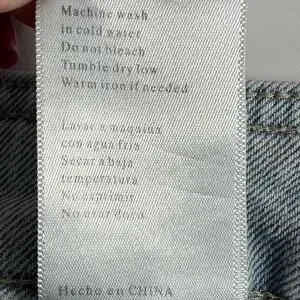 Machine wash
in cold water
Do not bleach
Tumble dry low
Warm iron if needed
Lavar a maquina
con agua fria
Secar a baja
temperatura
No exprimir
No usar
Hecho en CHINA